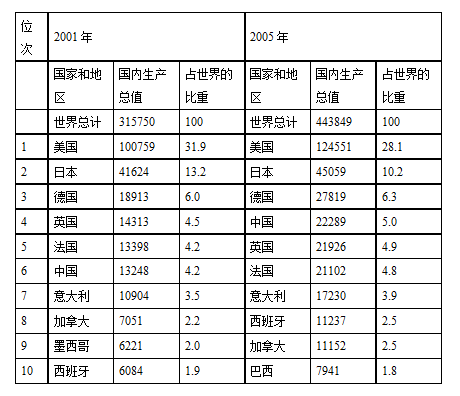 位次 2001 年 2005 年
国家和地区 国内生产总值 占世界的比重 国家和地区 国内生产总值 占世界的比重
世界总计 315750 100 世界总计 443849 100
1 美国 100759 31.9 美国 124551 28.1
2 日本 41624 13.2 日本 45059 10.2
3 德国 18913 6.0 德国 27819 6.3
4 英国 14313 4.5 中国 22289 5.0
5 法国 13398 4.2 英国 21926 4.9
6 中国 13248 4.2 法国 21102 4.8
7 意大利 10904 3.5 意大利 17230 3.9
8 加拿大 7051 2.2 西班牙 11237 2.5
9 墨西哥 6221 2.0 加拿大 11152 2.5
10 西班牙 6084 1.9 巴西 7941 1.8